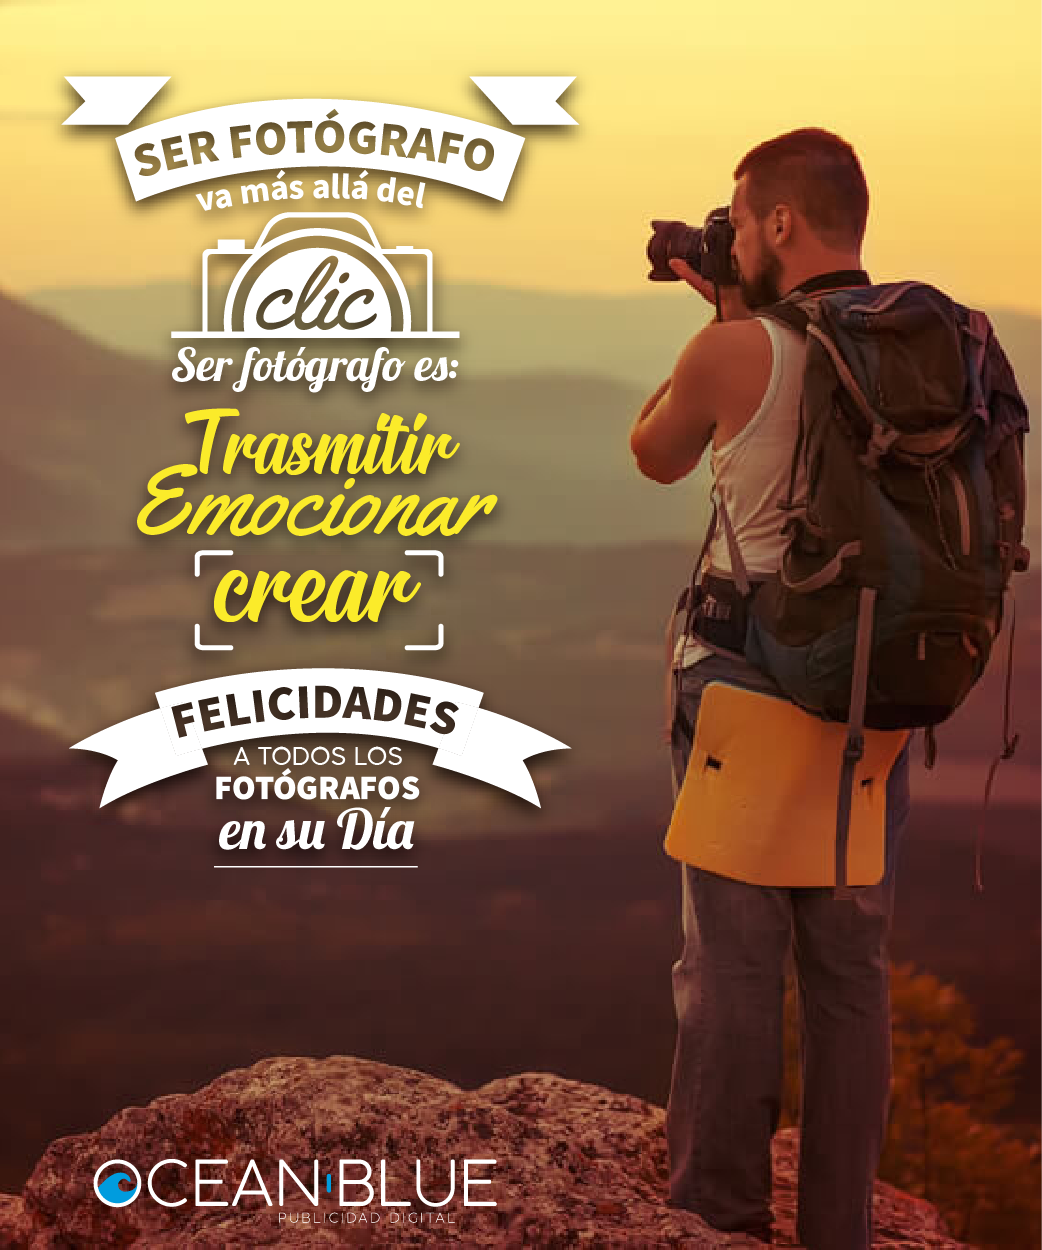 SER FOTÓGRAFO
va más allá del
clic
Ser fotógrafo es:
Trasmitir
Emocionar
crear
FELICIDADES
A TODOS LOS
FOTÓGRAFOS
en su Día
OCEAN BLUE
PUBLICIDAD DIGITAL